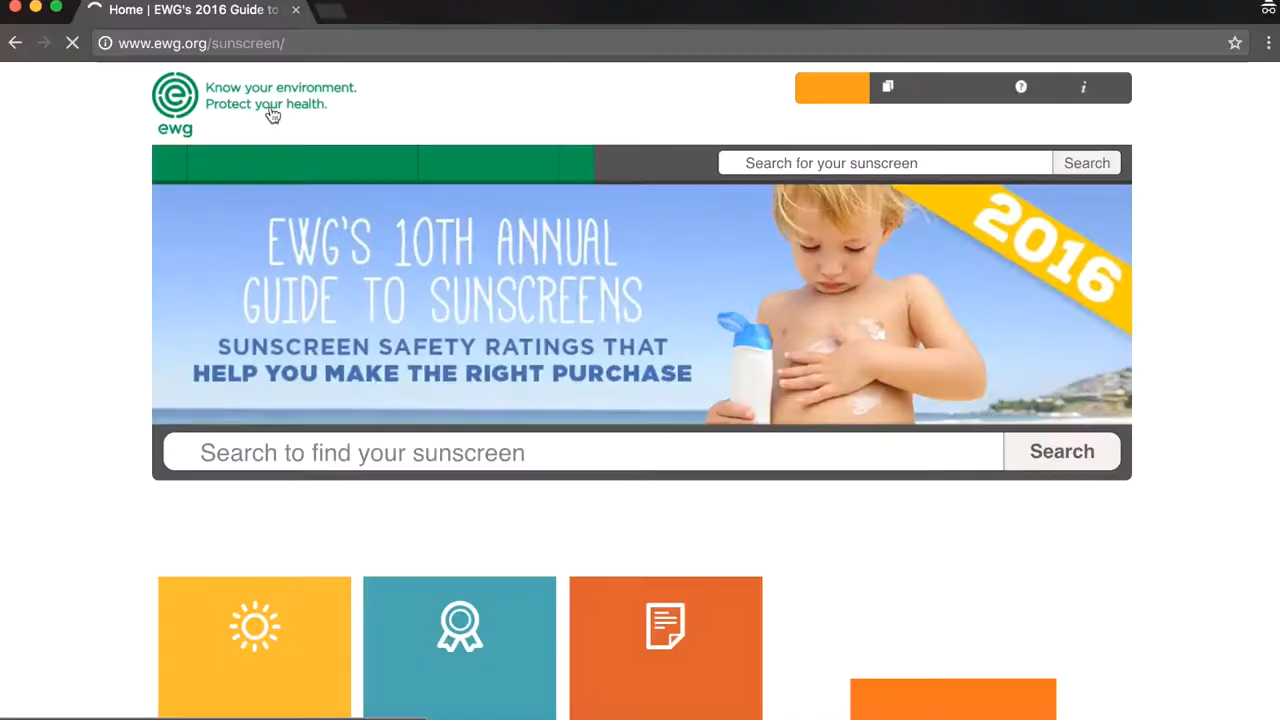 Home | EWG's 2016 Guide to
www.ewg.org/sunscreen/
Know your environment.
Protect your health.
ewg
Search for your sunscreen
Search
2016
EWG'S 10TH ANNUAL
GUIDE TO SUNSCREENS
SUNSCREEN SAFETY RATINGS THAT
HELP YOU MAKE THE RIGHT PURCHASE
Search to find your sunscreen
Search